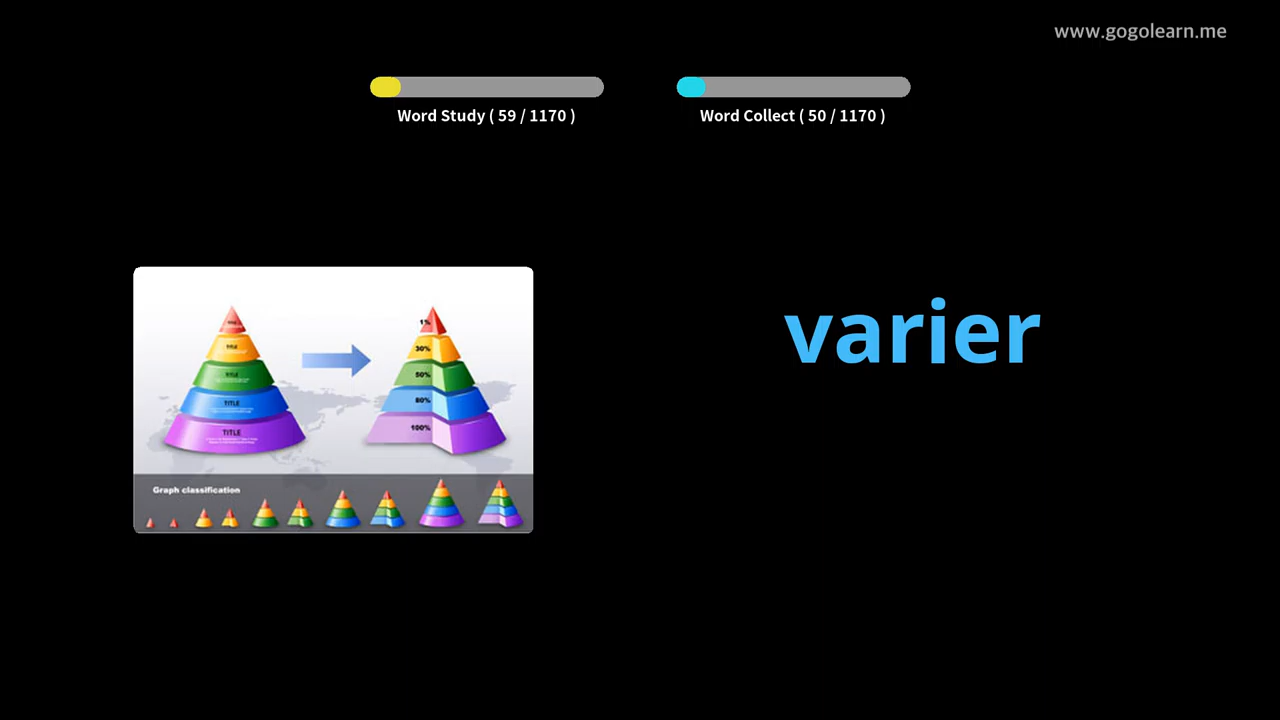 www.gogolearn.me
Word Study ( 59 / 1170 )
Word Collect ( 50 / 1170 )
varier
TITLE
TITLE
TITLE
TITLE
1%
30%
50%
80%
100%
Graph classification